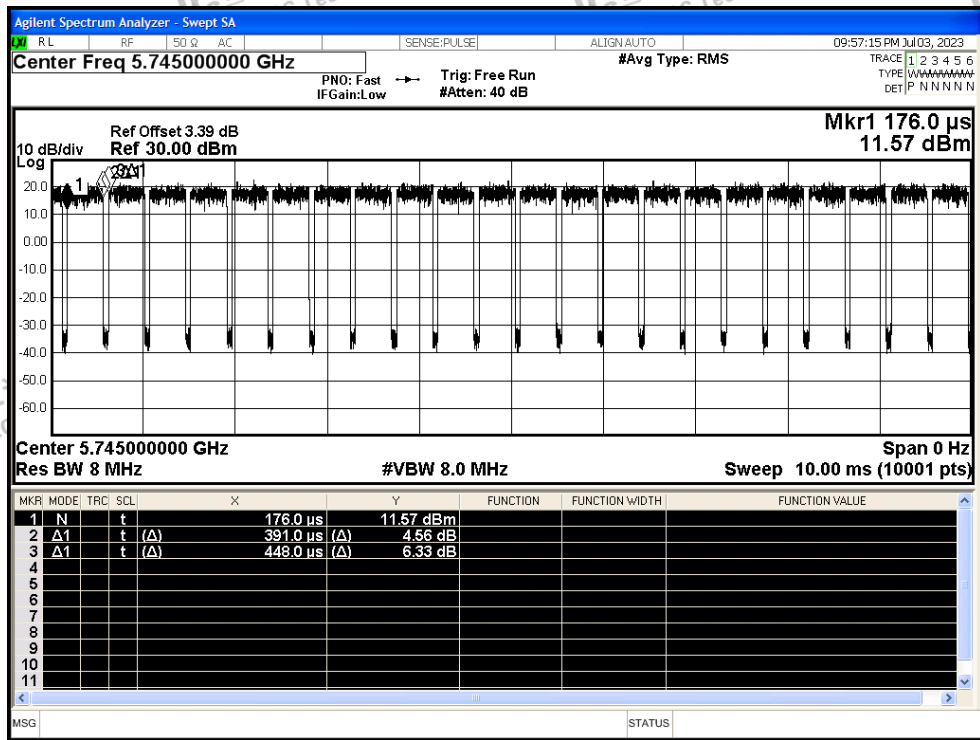 Agilent Spectrum Analyzer - Swept SA
LXI RL RF 50 Ω AC SENSE:PULSE ALIGN AUTO 09:57:15 PM Jul 03, 2023
Center Freq 5.745000000 GHz #Avg Type: RMS TRACE 1 2 3 4 5 6
PNO: Fast Trig: Free Run TYPE
IFGain:Low #Atten: 40 dB DET P N N N N N
Mkr1 176.0 µs
11.57 dBm
Ref Offset 3.39 dB
10 dB/div Ref 30.00 dBm
Log
20.0
10.0
0.00
-10.0
-20.0
-30.0
-40.0
-50.0
-60.0
1
Center 5.745000000 GHz Span 0 Hz
Res BW 8 MHz #VBW 8.0 MHz Sweep 10.00 ms (10001 pts)
MKR MODE TRC SCL X Y FUNCTION FUNCTION WIDTH FUNCTION VALUE
1 N t 176.0 µs 11.57 dBm
2 Δ1 t (Δ) 391.0 µs (Δ) 4.56 dB
3 Δ1 t (Δ) 448.0 µs (Δ) 6.33 dB
4
5
6
7
8
9
10
11
MSG STATUS